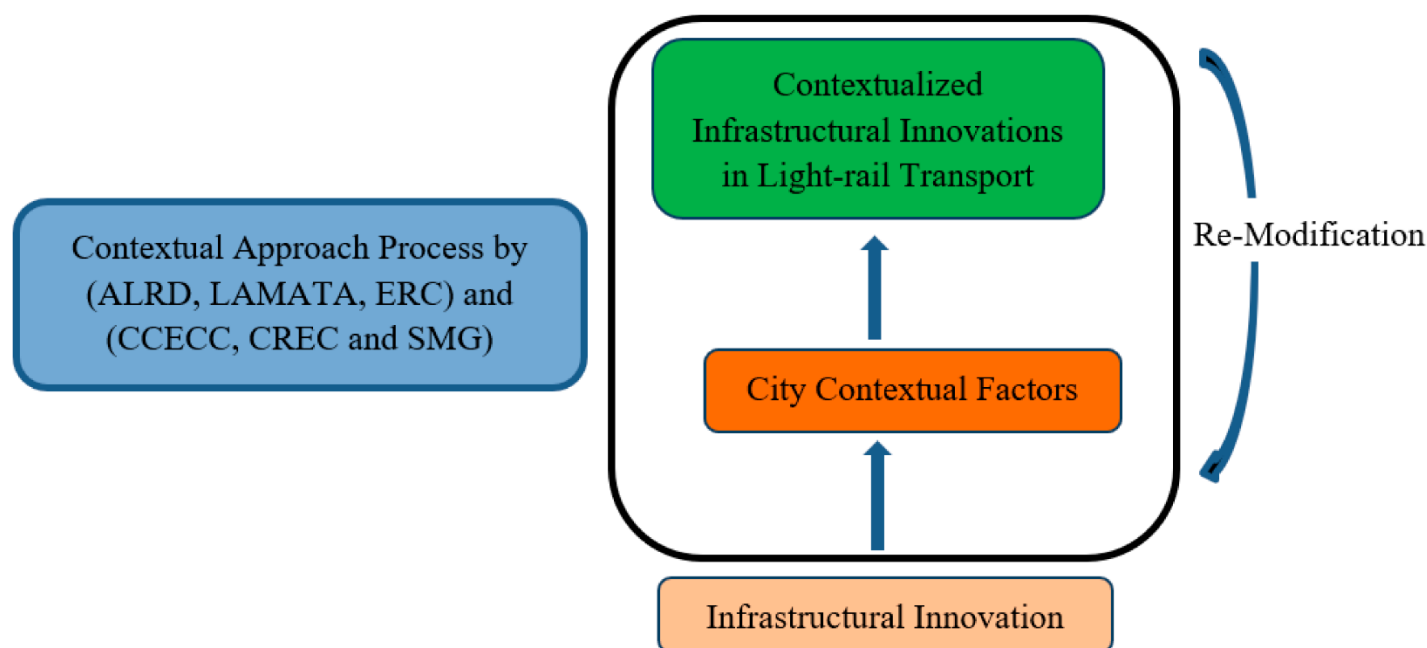 Contextualized
Infrastructural Innovations
in Light-rail Transport
Contextual Approach Process by
(ALRD, LAMATA, ERC) and
(CCECC, CREC and SMG)
Re-Modification
City Contextual Factors
Infrastructural Innovation